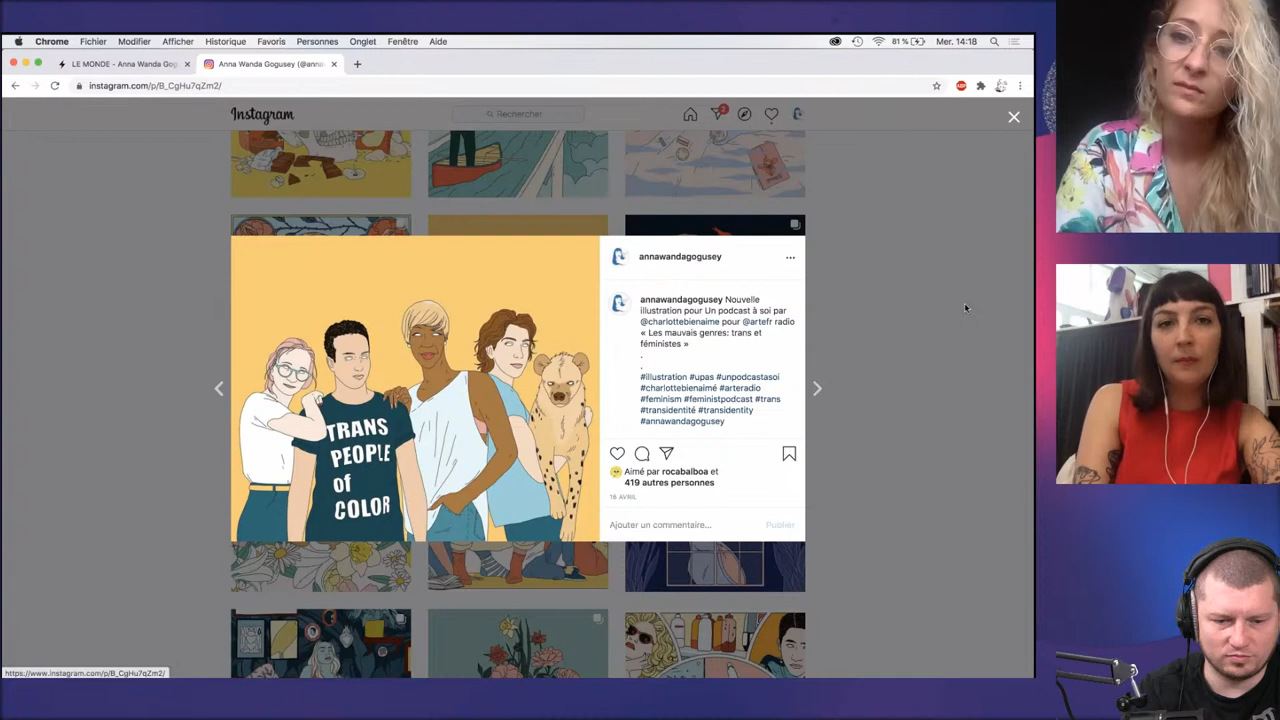 Chrome Fichier Modifier Afficher Historique Favoris Personnes Onglet Fenêtre Aide 81 % Mer. 14:18
LE MONDE - Anna Wanda Gog
Anna Wanda Gogusey (@anna
instagram.com/p/B_CgHu7qZm2/
ABP
Instagram
Rechercher
2
annawandagogusey
annawandagogusey Nouvelle
illustration pour Un podcast à soi par
@charlottebienaime pour @artefr radio
« Les mauvais genres: trans et
féministes »
.
.
#illustration #upas #unpodcastasoi
#charlottebienaimé #arteradio
#feminism #feministpodcast #trans
#transidentité #transidentity
#annawandagogusey
TRANS
PEOPLE
of
COLOR
Aimé par rocabalboa et
419 autres personnes
16 AVRIL
Ajouter un commentaire... Publier
https://www.instagram.com/p/B_CgHu7qZm2/